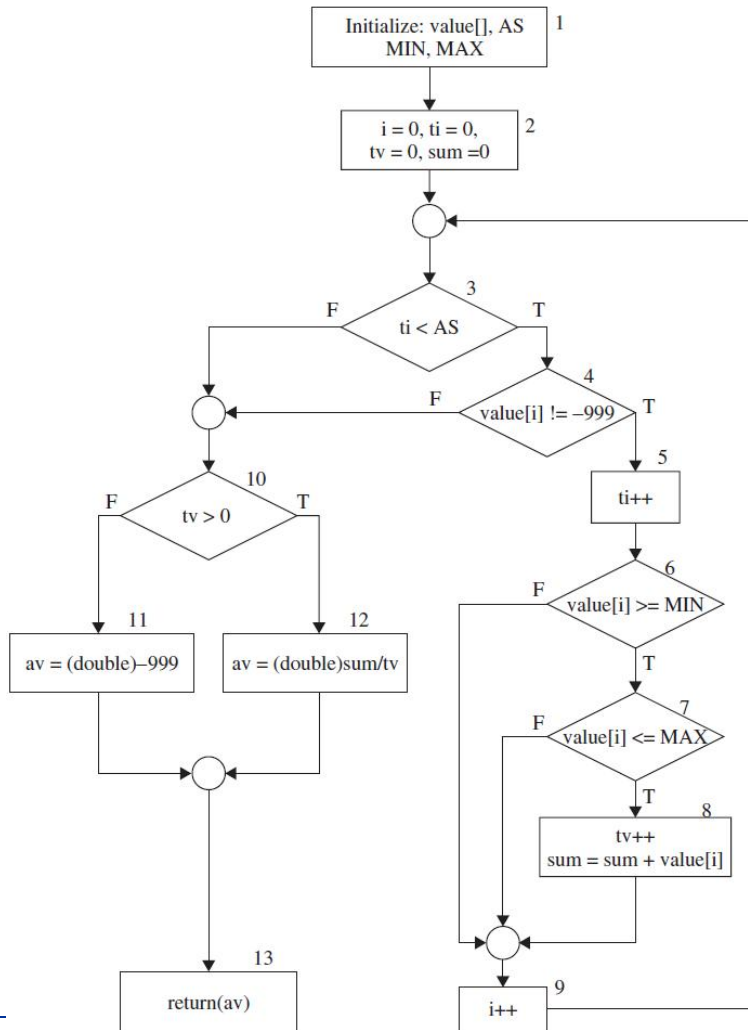 Initialize: value[], AS
MIN, MAX
1
i = 0, ti = 0,
tv = 0, sum =0
2
3
F
T
ti < AS
4
F
value[i] != –999
T
5
ti++
10
F
T
tv > 0
6
F
value[i] >= MIN
T
11
12
av = (double)–999
av = (double)sum/tv
7
F
value[i] <= MAX
T
8
tv++
sum = sum + value[i]
13
return(av)
9
i++